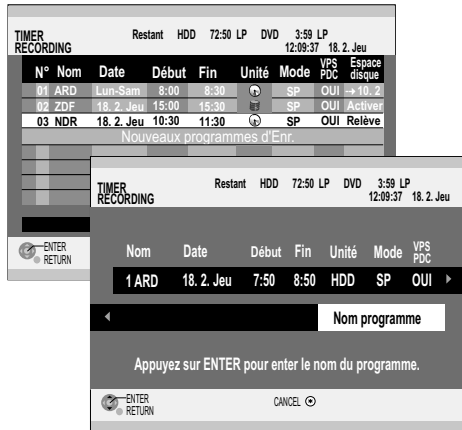 TIMER RECORDING
Restant HDD 72:50 LP DVD 3:59 LP
12:09:37 18. 2. Jeu
N° Nom Date Début Fin Unité Mode VPS PDC Espace disque
01 ARD Lun-Sam 8:00 8:30 SP OUI →10. 2
02 ZDF 18. 2. Jeu 15:00 15:30 SP OUI Activer
03 NDR 18. 2. Jeu 10:30 11:30 SP OUI Relève
Nouveaux programmes d'Enr.
ENTER
RETURN
TIMER RECORDING
Restant HDD 72:50 LP DVD 3:59 LP
12:09:37 18. 2. Jeu
Nom Date Début Fin Unité Mode VPS PDC
1 ARD 18. 2. Jeu 7:50 8:50 HDD SP OUI
Nom programme
Appuyez sur ENTER pour enter le nom du programme.
ENTER
RETURN
CANCEL